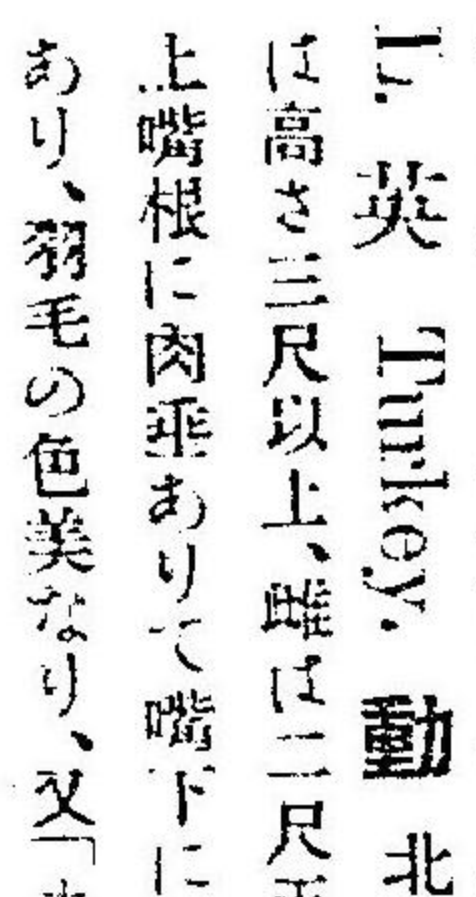 L. 英 Turkey. 動 北
は高さ三尺以上、雌は二尺
上嘴根に肉垂ありて嘴下に
あり、羽毛の色美なり、又「